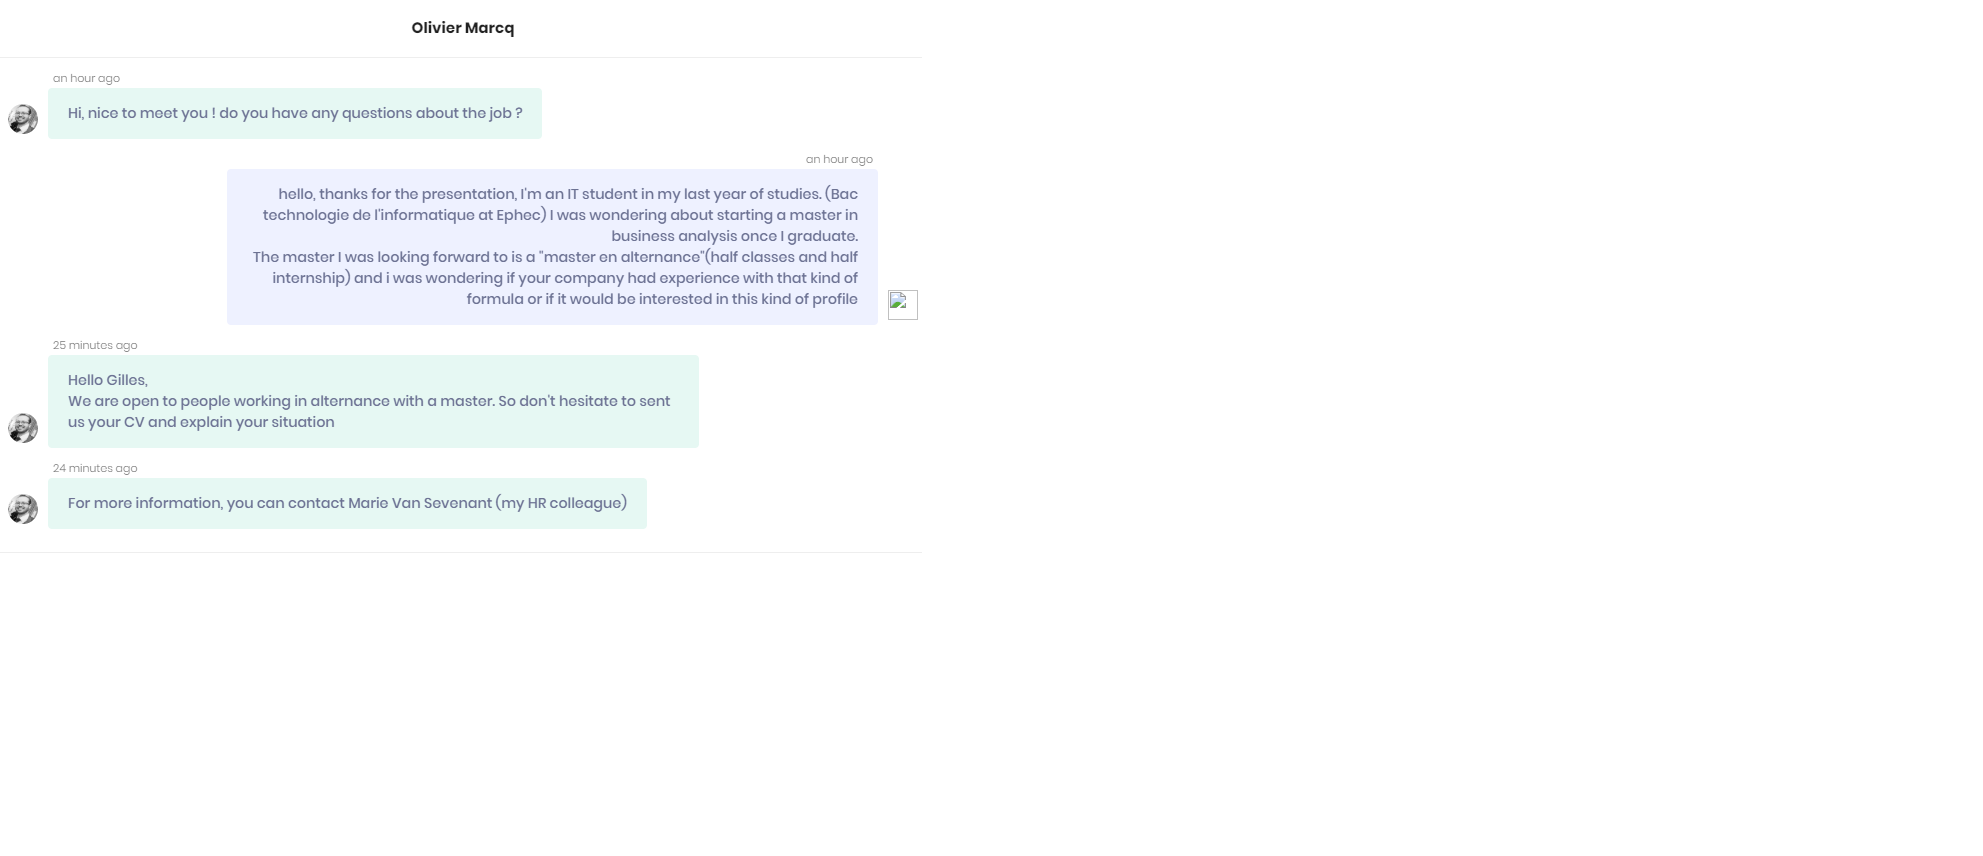 Olivier Marcq
an hour ago
Hi, nice to meet you ! do you have any questions about the job ?
an hour ago
hello, thanks for the presentation, I'm an IT student in my last year of studies. (Bac
technologie de l'informatique at Ephec) I was wondering about starting a master in
business analysis once I graduate.
The master I was looking forward to is a "master en alternance"(half classes and half
internship) and i was wondering if your company had experience with that kind of
formula or if it would be interested in this kind of profile
25 minutes ago
Hello Gilles,
We are open to people working in alternance with a master. So don't hesitate to sent
us your CV and explain your situation
24 minutes ago
For more information, you can contact Marie Van Sevenant (my HR colleague)